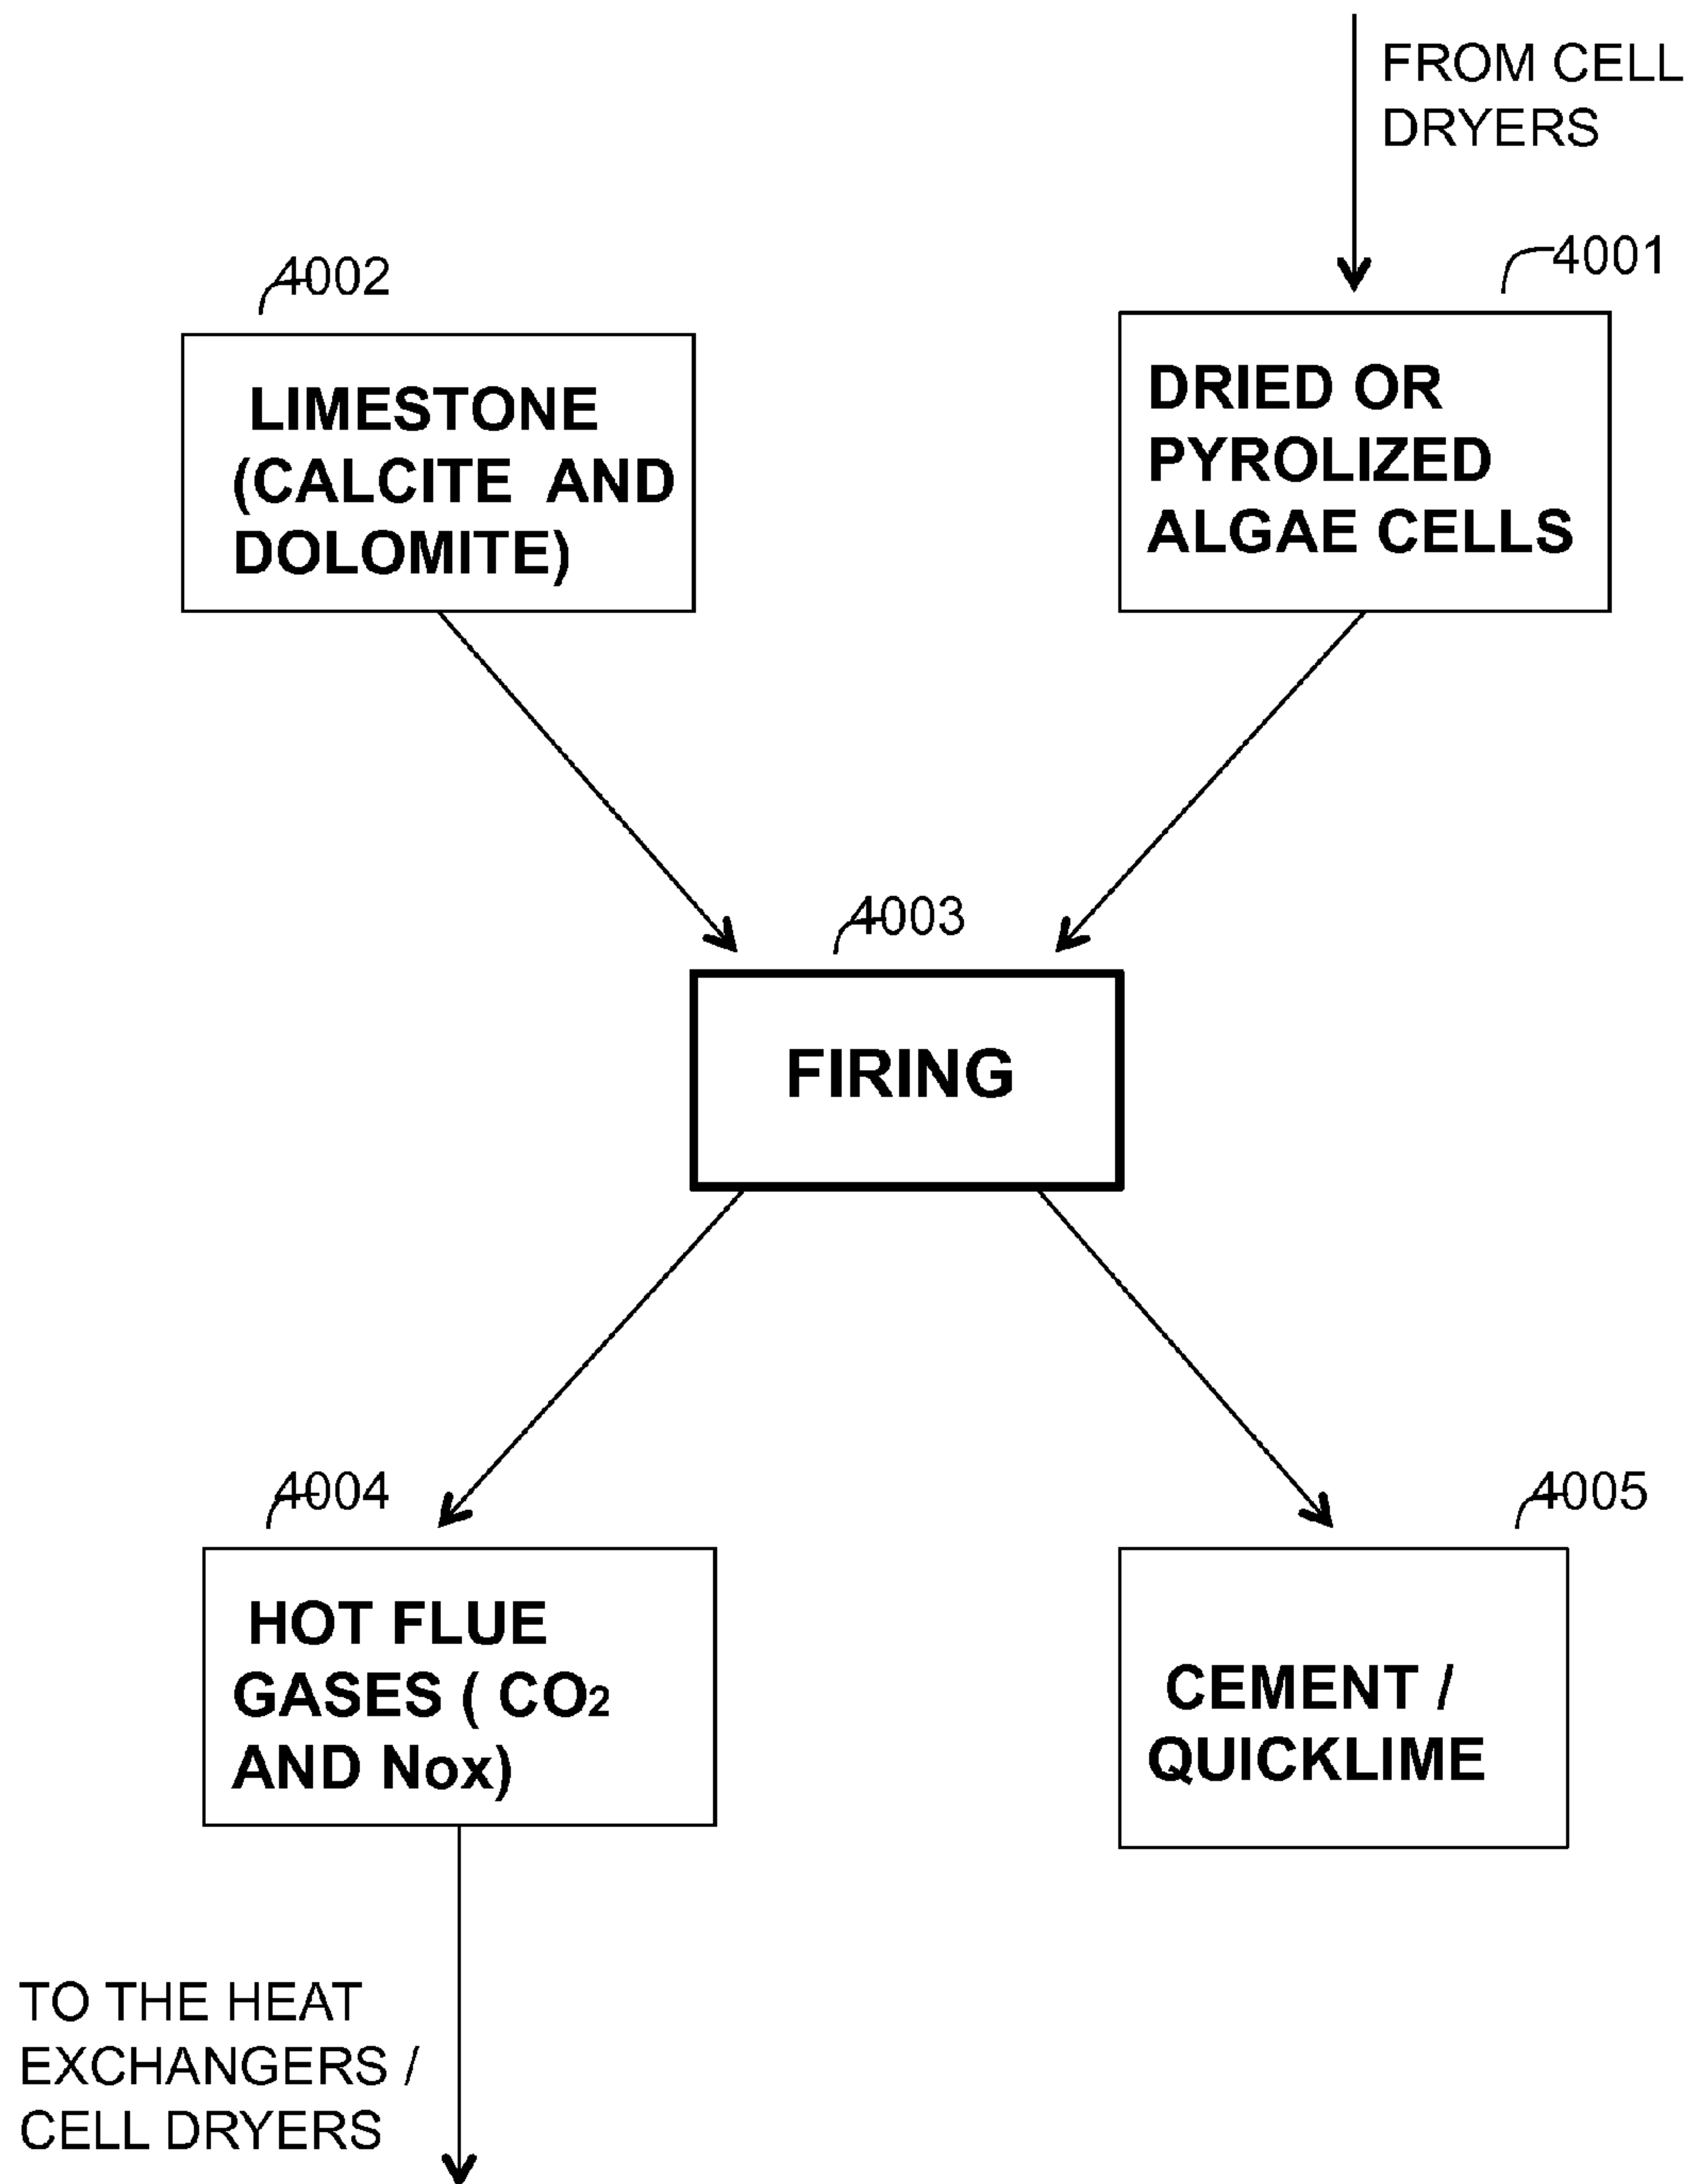 FROM CELL
DRYERS
4002
4001
LIMESTONE
(CALCITE AND
DOLOMITE)
DRIED OR
PYROLIZED
ALGAE CELLS
4003
FIRING
4004
4005
HOT FLUE
GASES ( CO₂
AND Nox)
CEMENT /
QUICKLIME
TO THE HEAT
EXCHANGERS /
CELL DRYERS